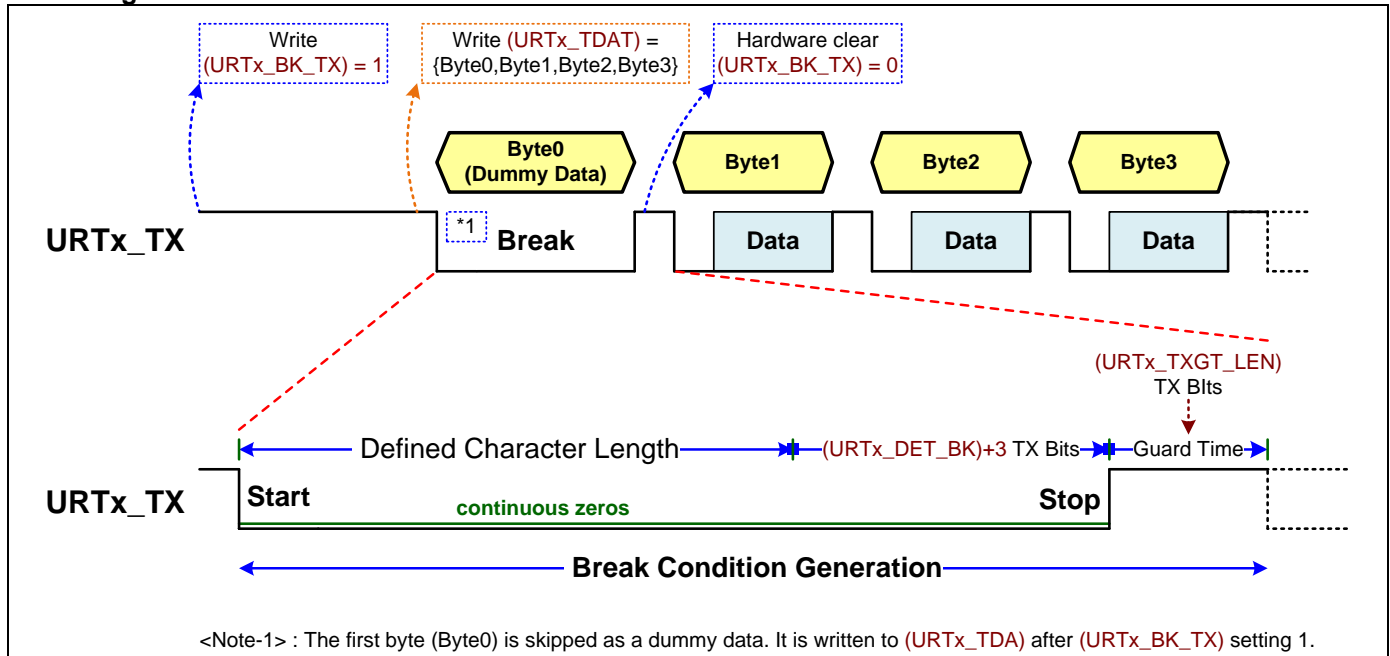 Write
(URTx_BK_TX) = 1
Write (URTx_TDAT) =
{Byte0,Byte1,Byte2,Byte3}
Hardware clear
(URTx_BK_TX) = 0
Byte0
(Dummy Data)
Byte1
Byte2
Byte3
URTx_TX
*1
Break
Data
Data
Data
(URTx_TXGT_LEN)
TX BIts
Defined Character Length
(URTx_DET_BK)+3 TX Bits
Guard Time
URTx_TX
Start
continuous zeros
Stop
Break Condition Generation
<Note-1> : The first byte (Byte0) is skipped as a dummy data. It is written to (URTx_TDA) after (URTx_BK_TX) setting 1.